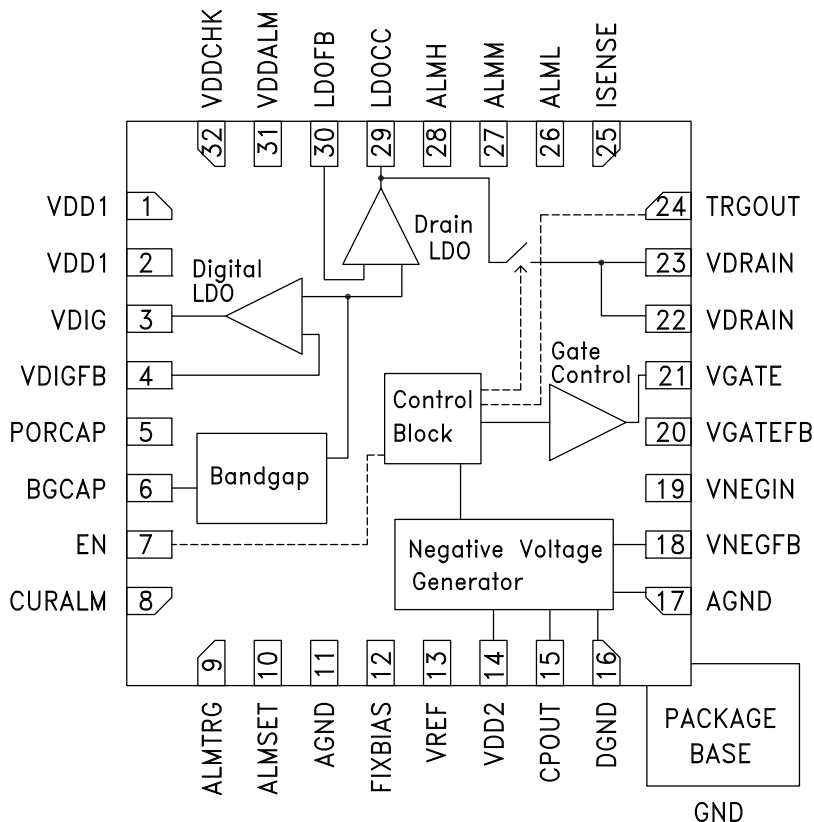 VDDCHK
VDDALM
LDOFB
LDOCC
ALMH
ALMM
ALML
ISENSE
32
31
30
29
28
27
26
25
VDD1 1
VDD1 2
VDIG 3
VDIGFB 4
PORCAP 5
BGCAP 6
EN 7
CURALM 8
Drain
LDO
Digital
LDO
Gate
Control
Control
Block
Bandgap
Negative Voltage
Generator
24 TRGOUT
23 VDRAIN
22 VDRAIN
21 VGATE
20 VGATEFB
19 VNEGIN
18 VNEGFB
17 AGND
9
10
11
12
13
14
15
16
ALMTRG
ALMSET
AGND
FIXBIAS
VREF
VDD2
CPOUT
DGND
PACKAGE
BASE
GND